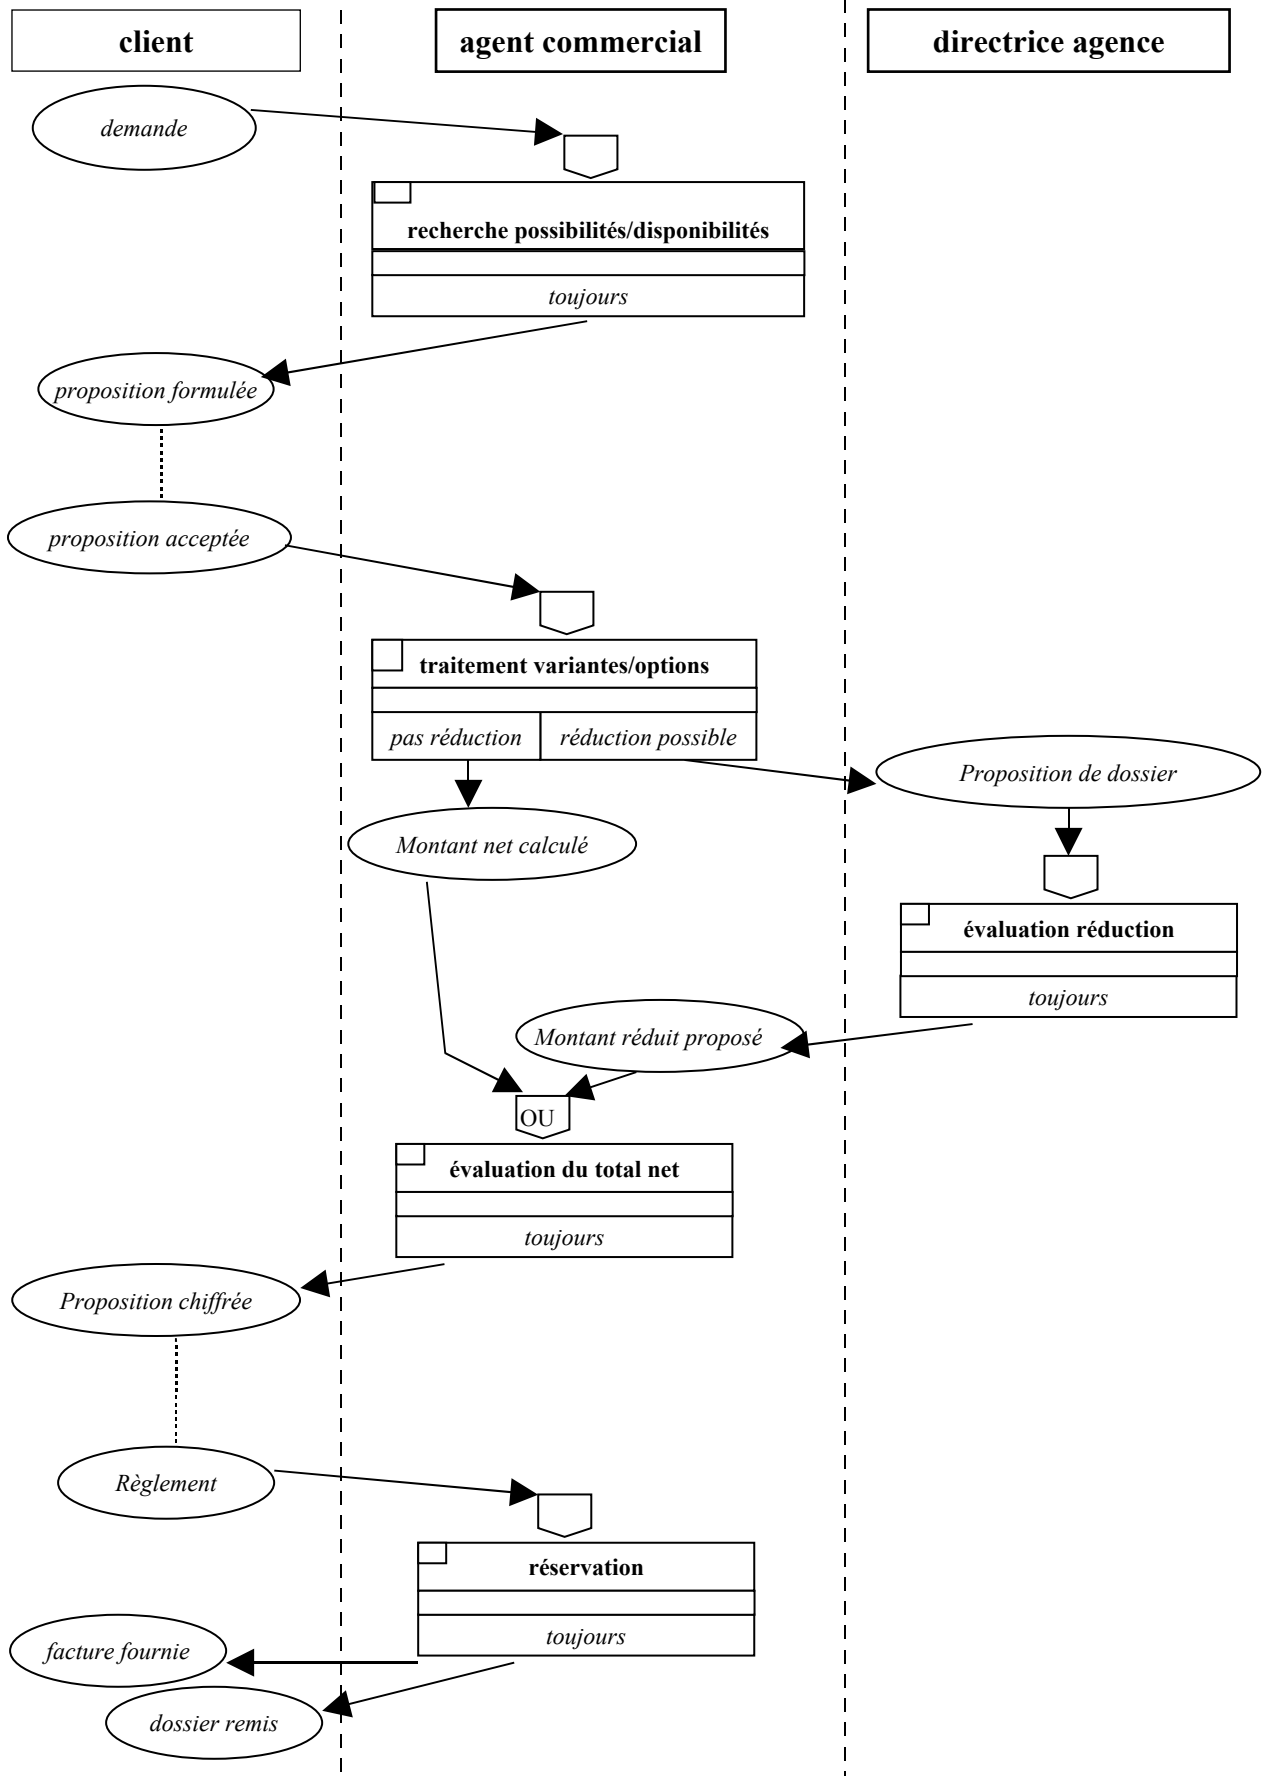 client
agent commercial
directrice agence
demande
recherche possibilités/disponibilités
toujours
proposition formulée
proposition acceptée
traitement variantes/options
pas réduction
réduction possible
Proposition de dossier
Montant net calculé
évaluation réduction
toujours
Montant réduit proposé
OU
évaluation du total net
toujours
Proposition chiffrée
Règlement
réservation
toujours
facture fournie
dossier remis